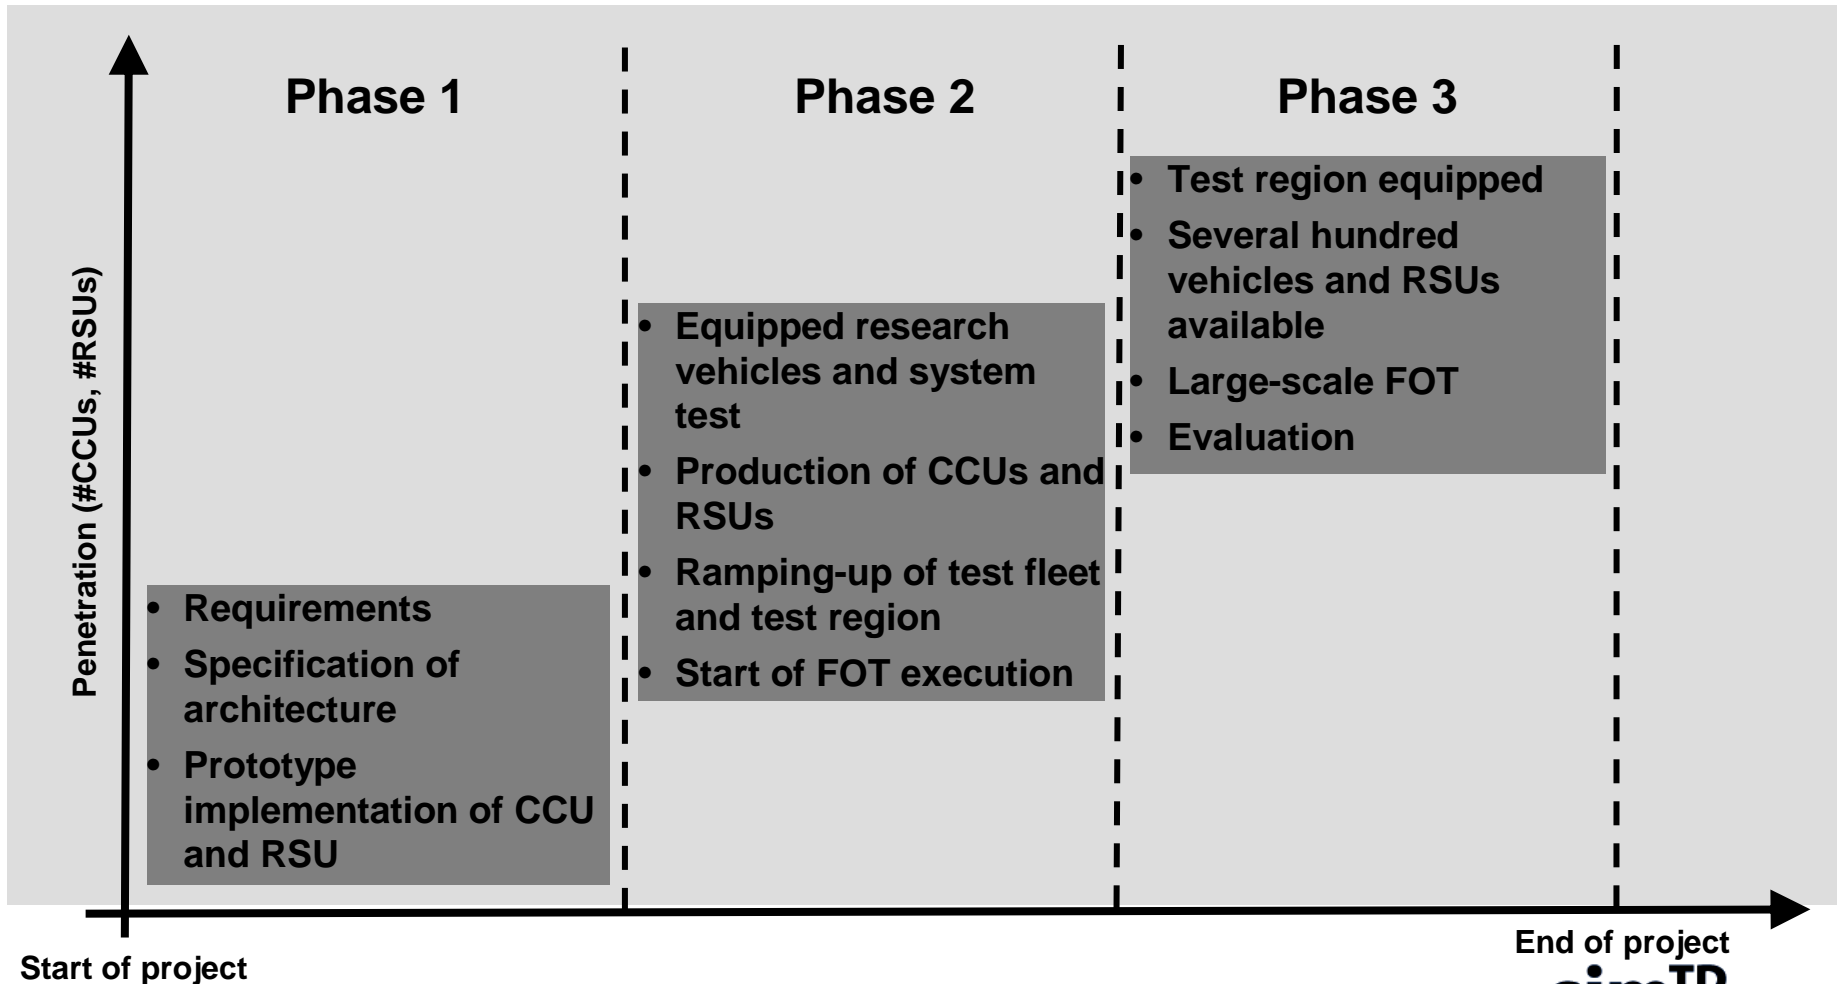 Phase 1
Phase 2
Phase 3
Penetration (#CCUs, #RSUs)
• Requirements
• Specification of
architecture
• Prototype
implementation of CCU
and RSU
• Equipped research
vehicles and system
test
• Production of CCUs and
RSUs
• Ramping-up of test fleet
and test region
• Start of FOT execution
• Test region equipped
• Several hundred
vehicles and RSUs
available
• Large-scale FOT
• Evaluation
Start of project
End of project
simTD